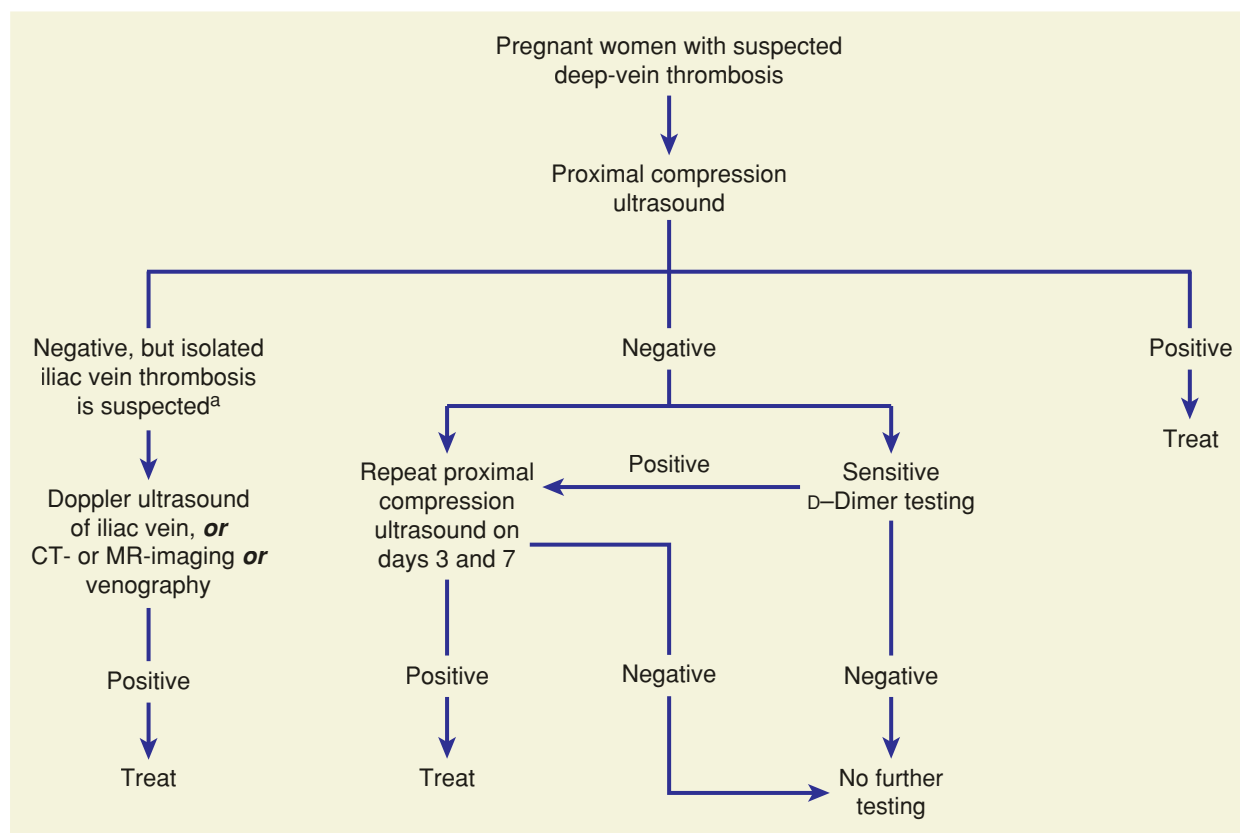 Pregnant women with suspected
deep-vein thrombosis
Proximal compression
ultrasound
Negative, but isolated
iliac vein thrombosis
is suspectedᵃ
Negative
Positive
Treat
Doppler ultrasound
of iliac vein, or
CT- or MR-imaging or
venography
Repeat proximal
compression
ultrasound on
days 3 and 7
Positive
Sensitive
D–Dimer testing
Positive
Positive
Negative
Negative
Treat
Treat
No further
testing